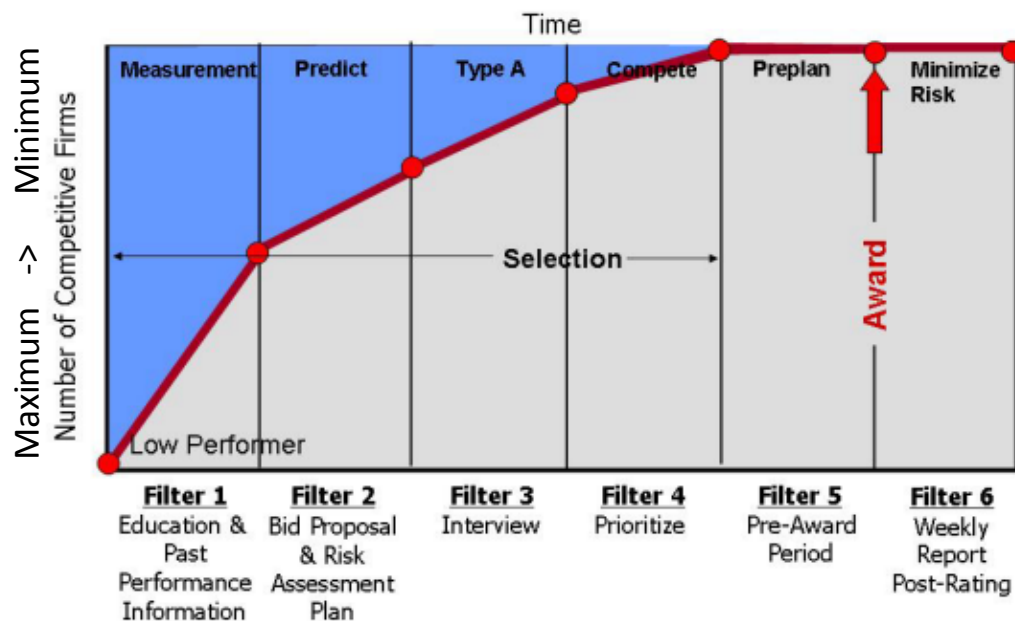 Time
Measurement
Predict
Type A
Compete
Preplan
Minimize
Risk
Maximum -> Minimum
Number of Competitive Firms
Selection
Award
Low Performer
Filter 1
Education &
Past
Performance
Information
Filter 2
Bid Proposal
& Risk
Assessment
Plan
Filter 3
Interview
Filter 4
Prioritize
Filter 5
Pre-Award
Period
Filter 6
Weekly
Report
Post-Rating